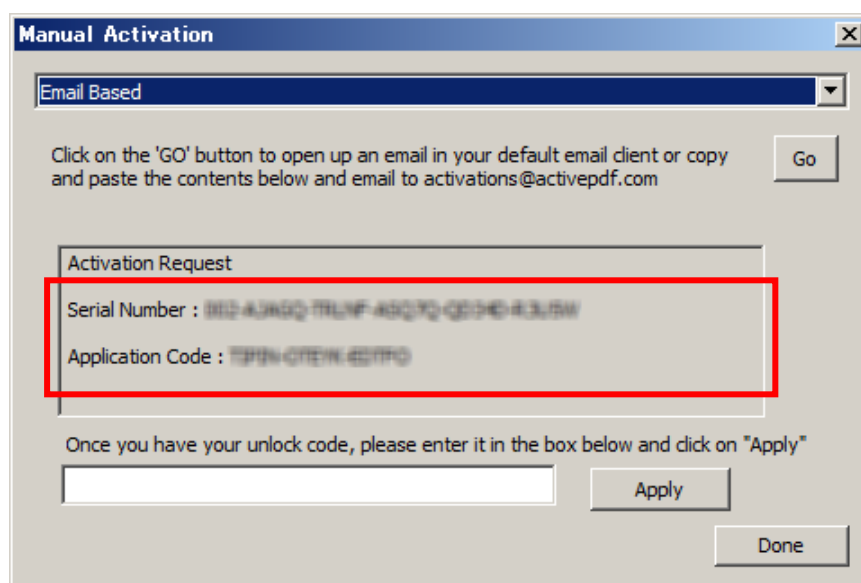 Manual Activation
Email Based
Click on the 'GO' button to open up an email in your default email client or copy
and paste the contents below and email to activations@activepdf.com
Go
Activation Request
Serial Number :
Application Code :
Once you have your unlock code, please enter it in the box below and click on "Apply"
Apply
Done